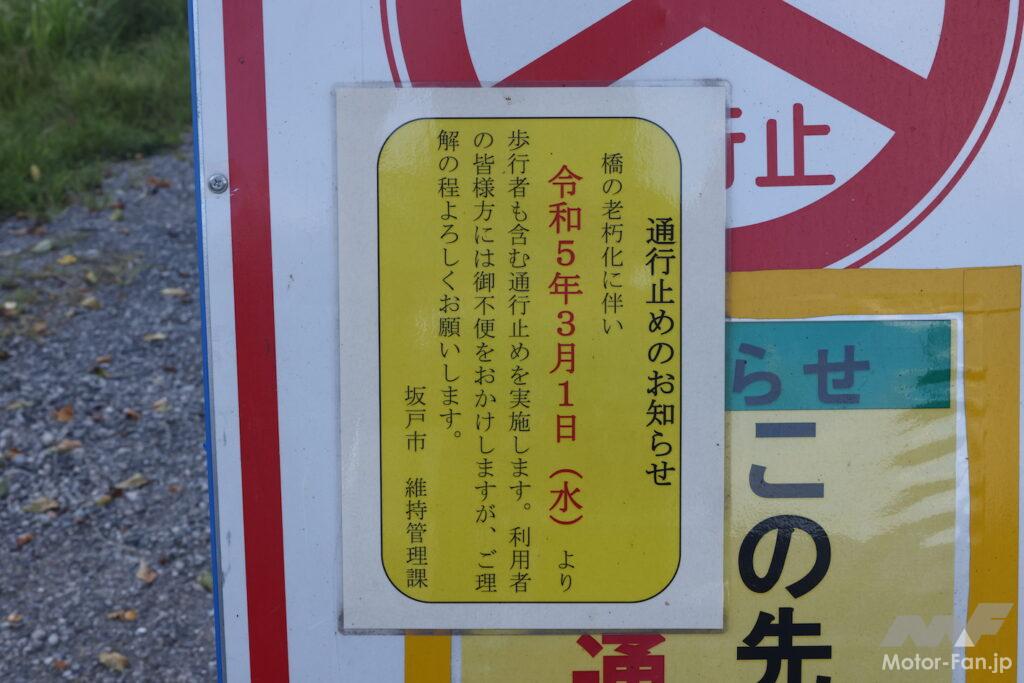 通行止めのお知らせ
橋の老朽化に伴い
令和５年３月１日（水）より
歩行者も含む通行止めを実施します。利用者
の皆様方には御不便をおかけしますが、ご理
解の程よろしくお願いします。
坂戸市　維持管理課
行止
らせ
この先
通
MF
Motor-Fan.jp